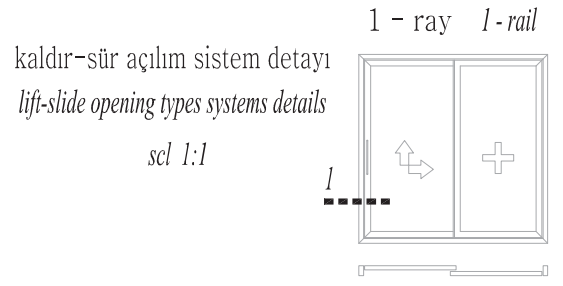 1 - ray 1 - rail
kaldır-sür açılım sistem detayı
lift-slide opening types systems details
scl 1:1
1